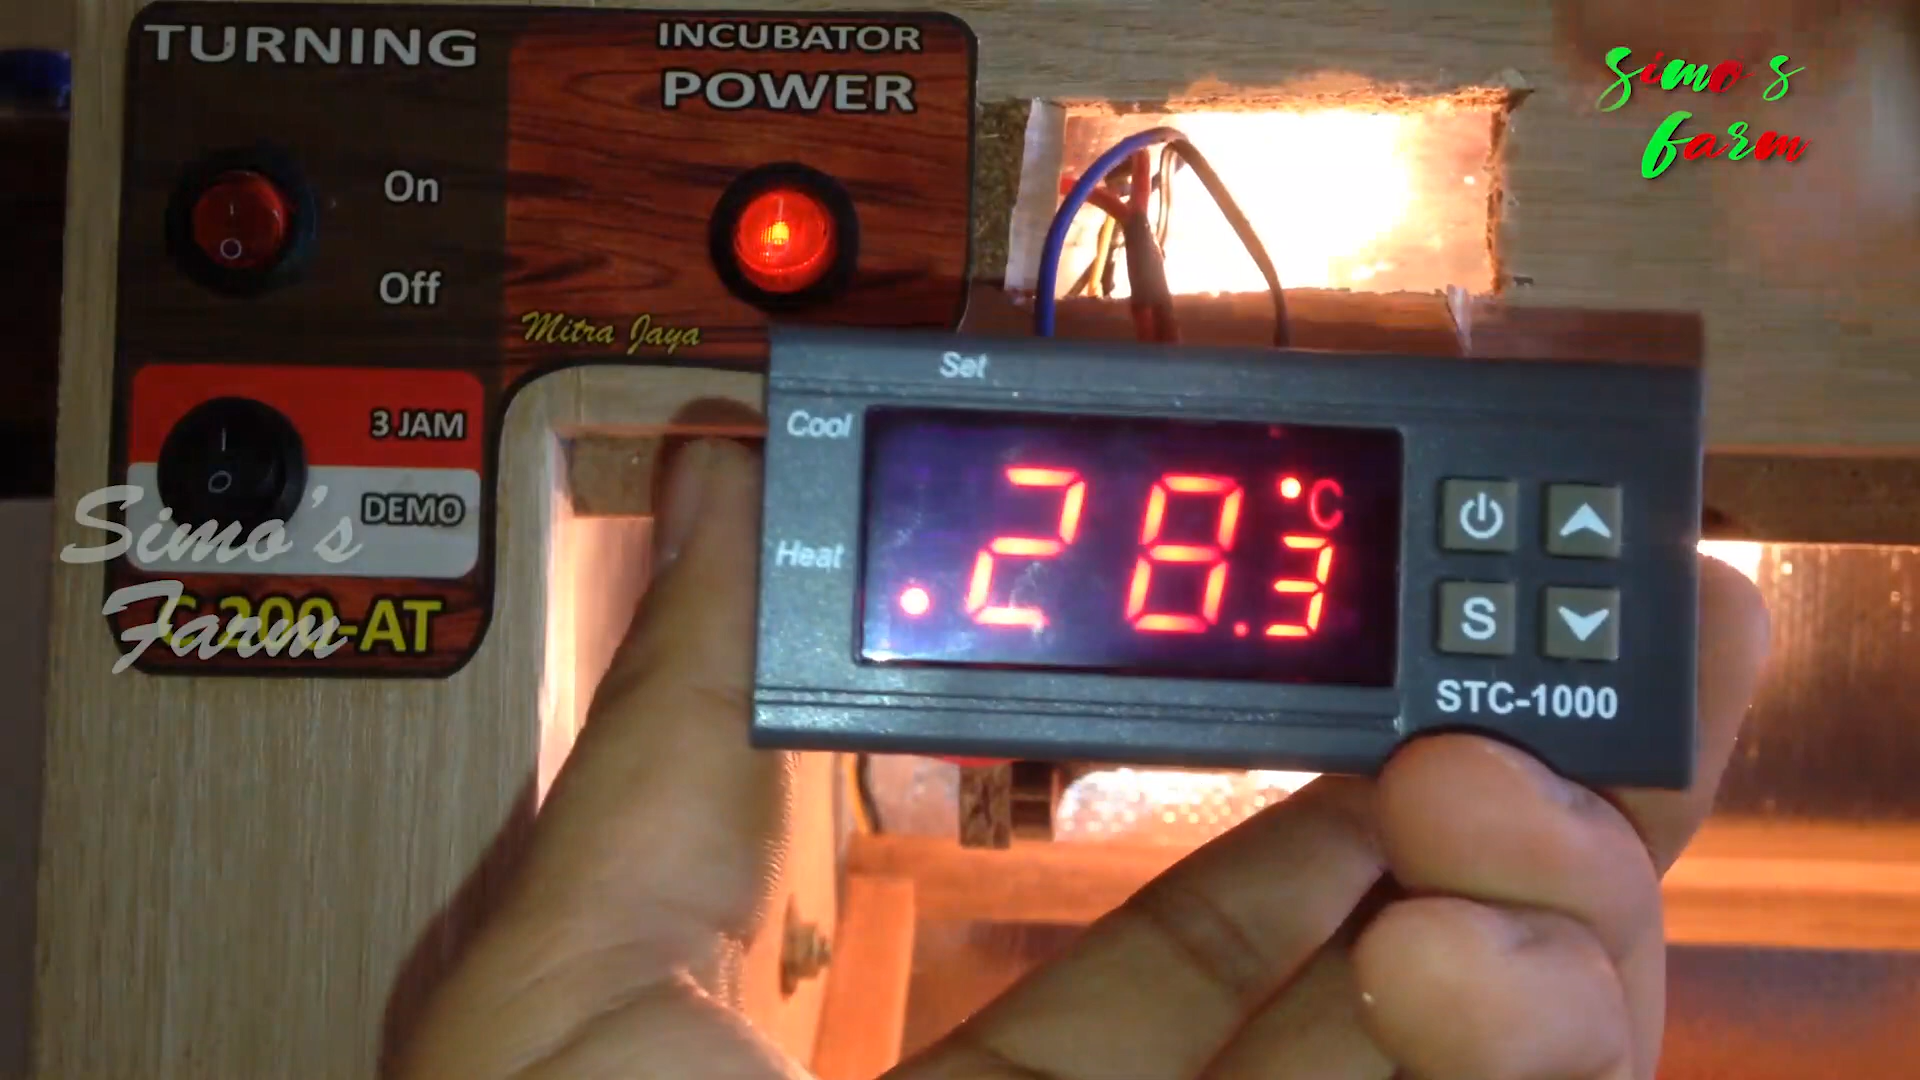 TURNING
On
Off
INCUBATOR
POWER
Mitra Jaya
3 JAM
DEMO
200-AT
Simo's
Farm
Simo's
Farm
Set
Cool
Heat
28.3
°C
S
STC-1000